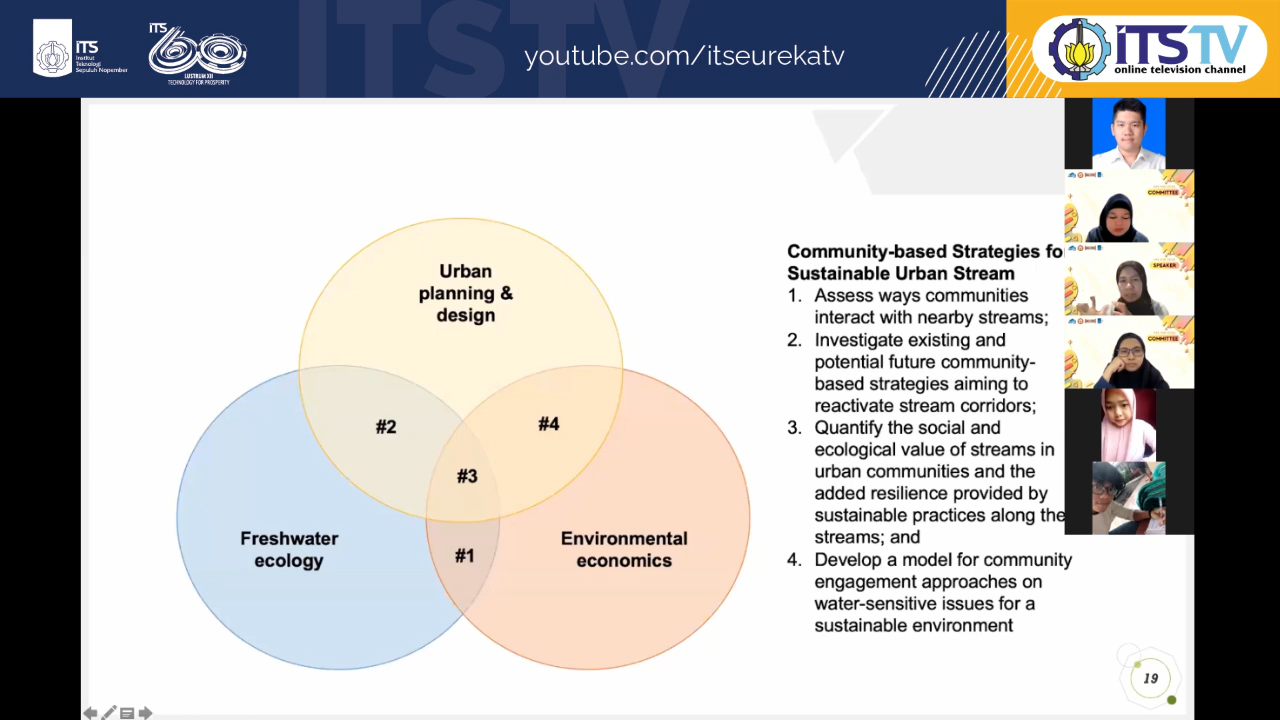 iTS
Institut
Teknologi
Sepuluh Nopember
iTS
60
LUSTRUM XII
TECHNOLOGY FOR PROSPERITY
ITSTV
youtube.com/itseurekatv
iTSTV
online television channel
COMMITTEE
SPEAKER
COMMITTEE
Urban
planning &
design
#2
#4
#3
Freshwater
ecology
#1
Environmental
economics
Community-based Strategies fo
Sustainable Urban Stream
1. Assess ways communities
interact with nearby streams;
2. Investigate existing and
potential future community-
based strategies aiming to
reactivate stream corridors;
3. Quantify the social and
ecological value of streams in
urban communities and the
added resilience provided by
sustainable practices along the
streams; and
4. Develop a model for community
engagement approaches on
water-sensitive issues for a
sustainable environment
19